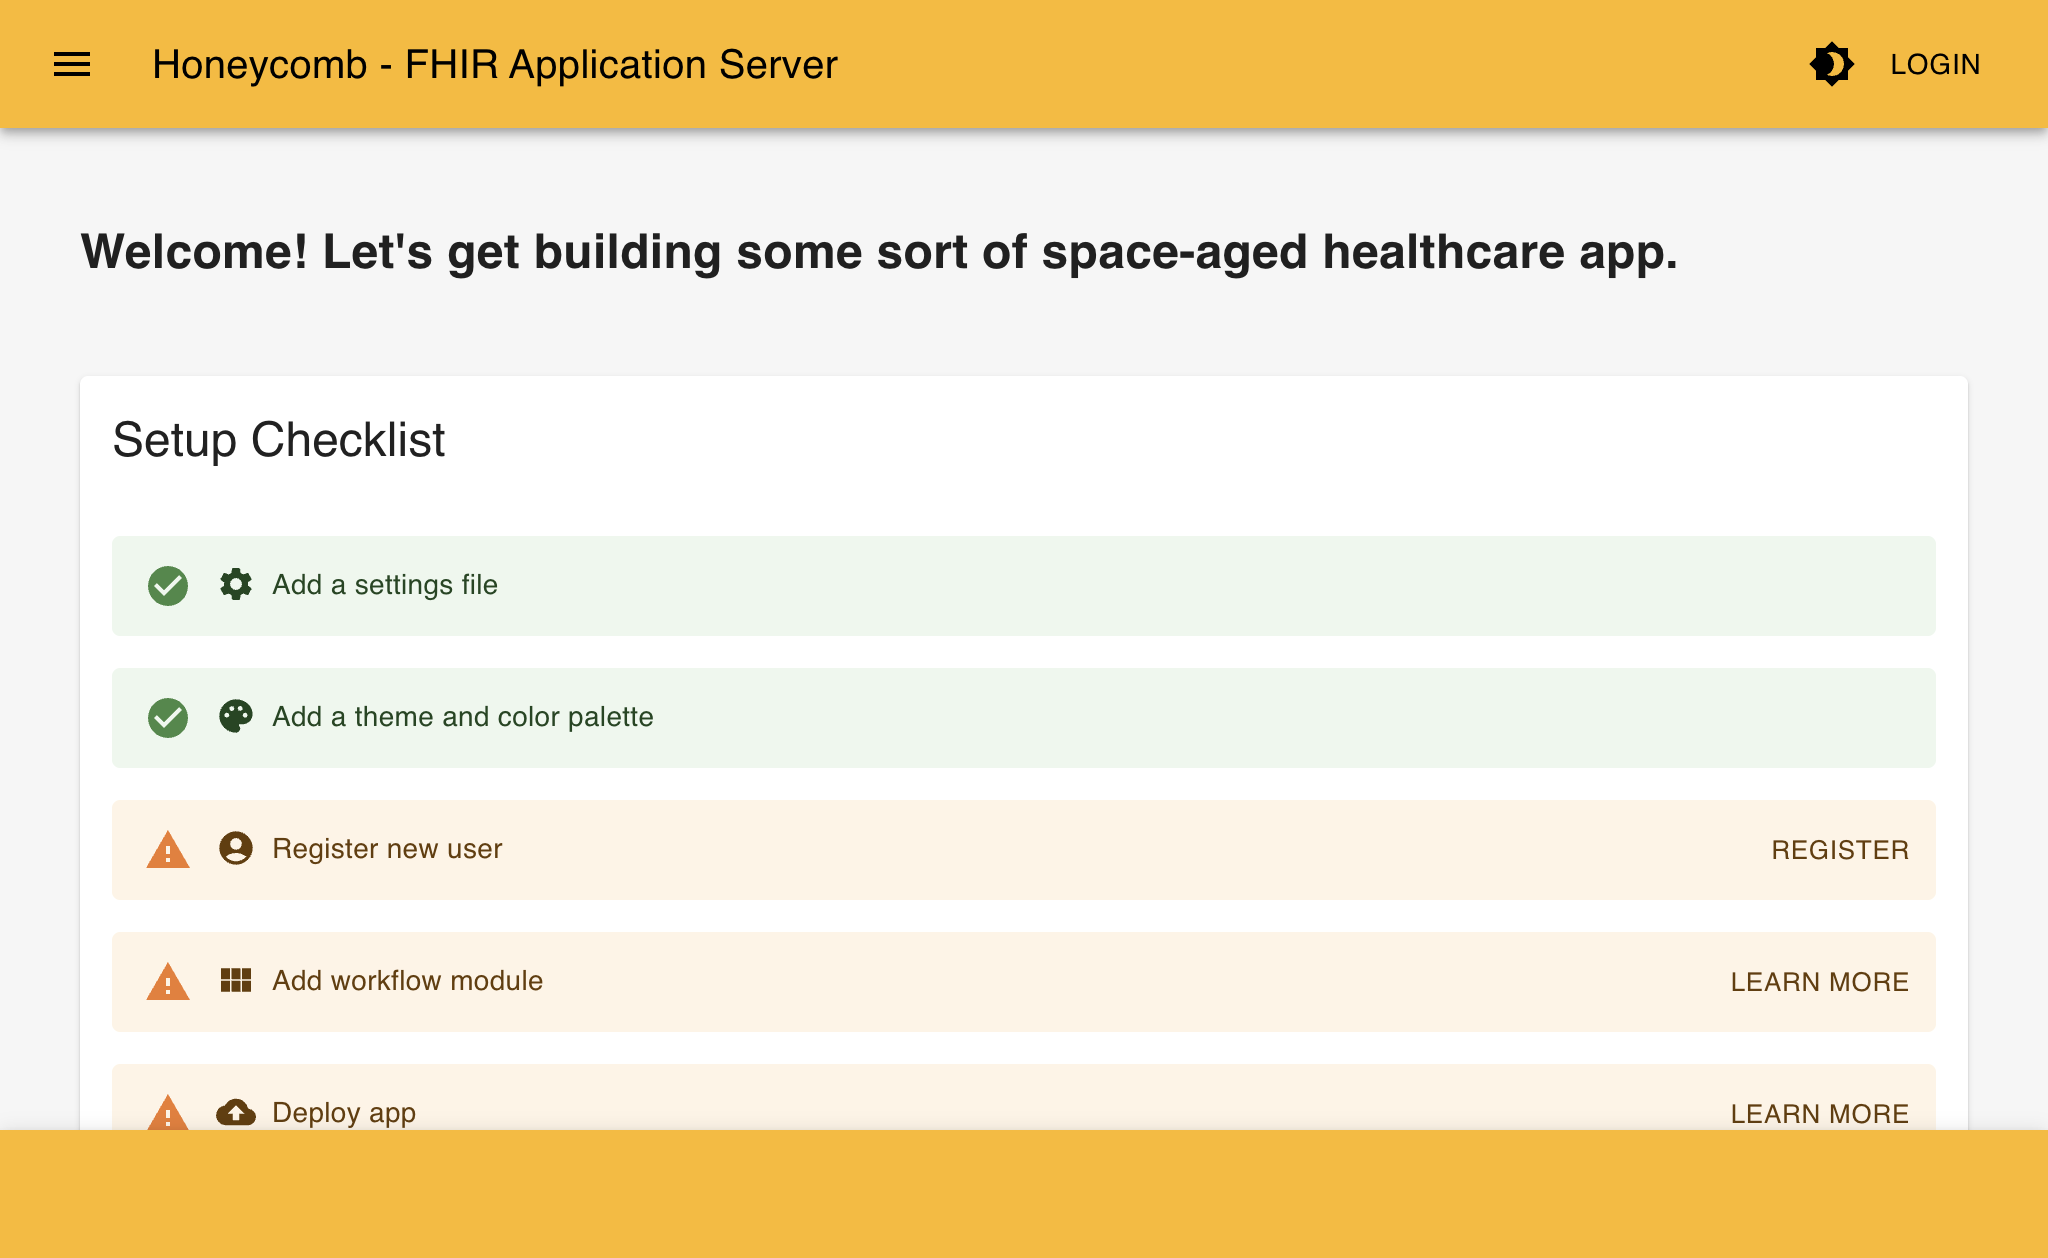 Honeycomb - FHIR Application Server
LOGIN
Welcome! Let's get building some sort of space-aged healthcare app.
Setup Checklist
Add a settings file
Add a theme and color palette
Register new user
REGISTER
Add workflow module
LEARN MORE
Deploy app
LEARN MORE